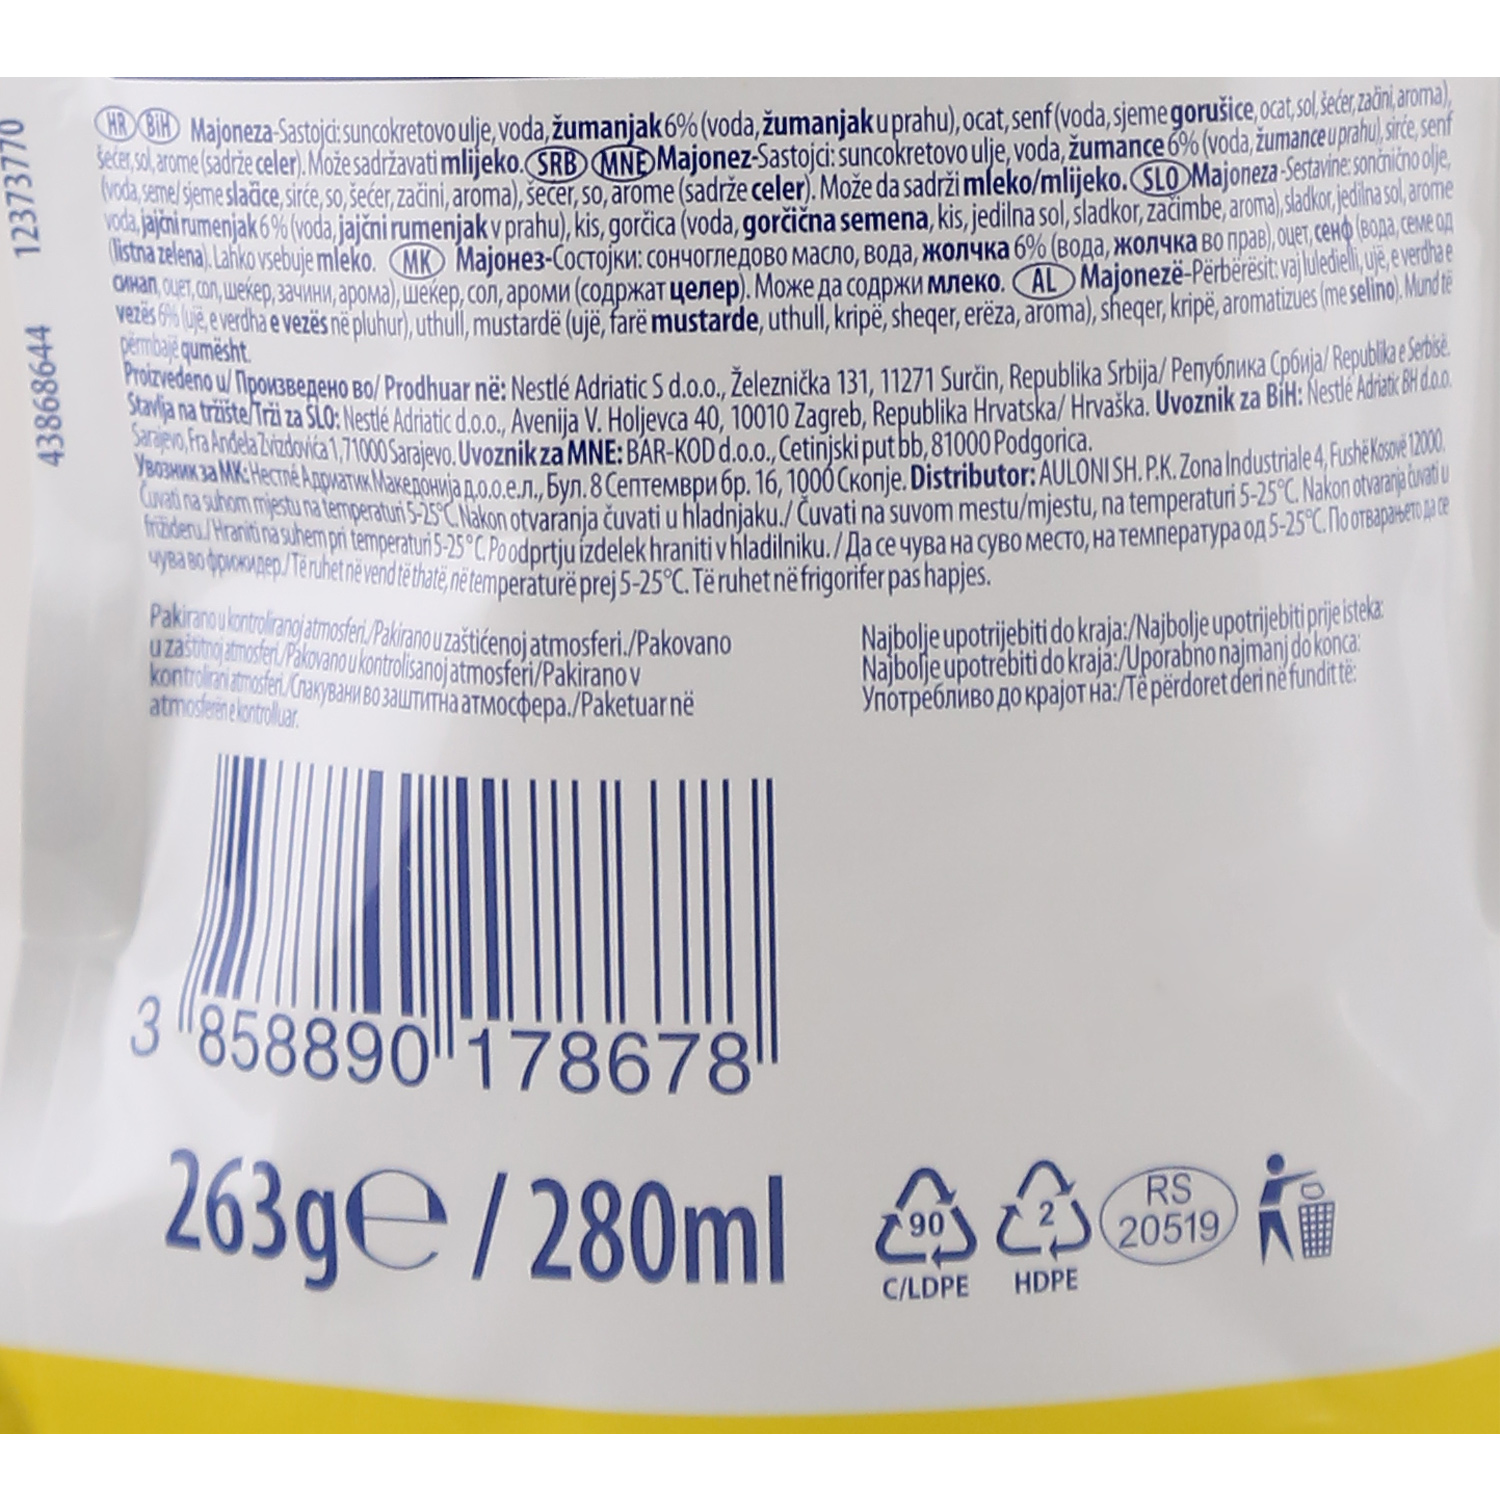 HR BiH Majoneza-Sastojci: suncokretovo ulje, voda, žumanjak 6% (voda, žumanjak u prahu), ocat, senf (voda, sjeme gorušice, ocat, sol, šećer, začini, aroma),
šećer, sol, arome (sadrže celer). Može sadržavati mlijeko. SRB MNE Majonez-Sastojci: suncokretovo ulje, voda, žumance 6% (voda, žumance u prahu), sirće, senf
(voda, seme/ sjeme slačice, sirće, so, šećer, začini, aroma), šećer, so, arome (sadrže celer). Može da sadrži mleko/mlijeko. SLO Majoneza -Sestavine: sončnično olje,
voda, jajčni rumenjak 6% (voda, jajčni rumenjak v prahu), kis, gorčica (voda, gorčična semena, kis, jedilna sol, sladkor, začimbe, aroma), sladkor, jedilna sol, arome
(listna zelena). Lahko vsebuje mleko. MK Мајонез-Состојки: сончогледово масло, вода, жолчка 6% (вода, жолчка во прав), оцет, сенф (вода, семе од
синап, оцет, сол, шеќер, зачини, арома), шеќер, сол, ароми (содржат целер). Може да содржи млеко. AL Majonezë-Përbërësit: vaj luledielli, ujë, e verdha e
vezës 6% (ujë, e verdha e vezës në pluhur), uthull, mustardë (ujë, farë mustarde, uthull, kripë, sheqer, erëza, aroma), sheqer, kripë, aromatizues (me selino). Mund të
përmbajë qumësht.
Proizvedeno u/ Произведено во/ Prodhuar në: Nestlé Adriatic S d.o.o., Železnička 131, 11271 Surčin, Republika Srbija/ Република Србија/ Republika e Serbisë.
Stavlja na tržište/Trži za SLO: Nestlé Adriatic d.o.o., Avenija V. Holjevca 40, 10010 Zagreb, Republika Hrvatska/ Hrvaška. Uvoznik za BiH: Nestlé Adriatic BH d.o.o.
Sarajevo, Fra Anđela Zvizdovića 1, 71000 Sarajevo. Uvoznik za MNE: BAR-KOD d.o.o., Cetinjski put bb, 81000 Podgorica.
Увозник за МК: Нестле Адриатик Македонија д.о.о.е.л., Бул. 8 Септември бр. 16, 1000 Скопје. Distributor: AULONI SH. P.K. Zona Industriale 4, Fushë Kosovë 12000.
Čuvati na suhom mjestu na temperaturi 5-25°C. Nakon otvaranja čuvati u hladnjaku./ Čuvati na suvom mestu/mjestu, na temperaturi 5-25°C. Nakon otvaranja čuvati u
frižideru./ Hraniti na suhem pri temperaturi 5-25°C. Po odprtju izdelek hraniti v hladilniku. / Да се чува на суво место, на температура од 5-25°C. По отварањето да се
чува во фрижидер./ Të ruhet në vend të thatë, në temperaturë prej 5-25°C. Të ruhet në frigorifer pas hapjes.
Pakirano u kontroliranoj atmosferi./Pakirano u zaštićenoj atmosferi./Pakovano
u zaštitnoj atmosferi./Pakovano u kontrolisanoj atmosferi/Pakirano v
kontrolirani atmosferi./Спакувани во заштитна атмосфера./Paketuar në
atmosferën e kontrolluar.
Najbolje upotrijebiti do kraja:/Najbolje upotrijebiti prije isteka:
Najbolje upotrebiti do kraja:/Uporabno najmanj do konca:
Употребливо до крајот на:/Të përdoret deri në fundit të:
12373770
43868644
3 858890 178678
263g e / 280ml
90
C/LDPE
2
HDPE
RS
20519